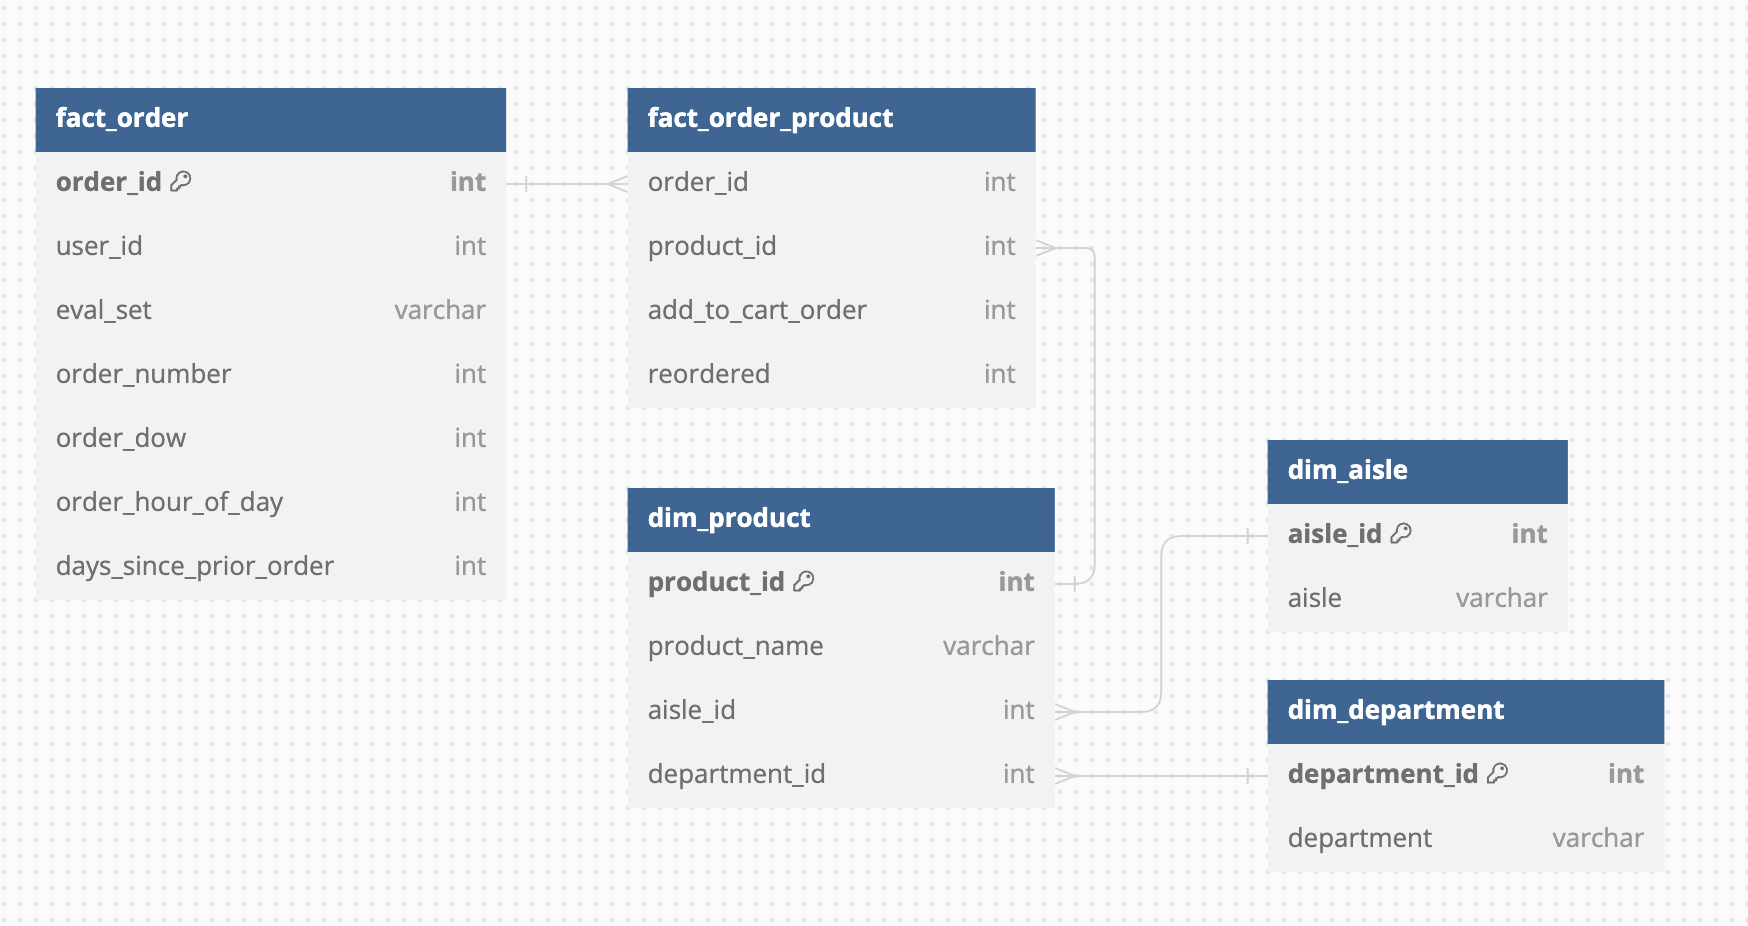 fact_order
order_id int
user_id int
eval_set varchar
order_number int
order_dow int
order_hour_of_day int
days_since_prior_order int
fact_order_product
order_id int
product_id int
add_to_cart_order int
reordered int
dim_product
product_id int
product_name varchar
aisle_id int
department_id int
dim_aisle
aisle_id int
aisle varchar
dim_department
department_id int
department varchar